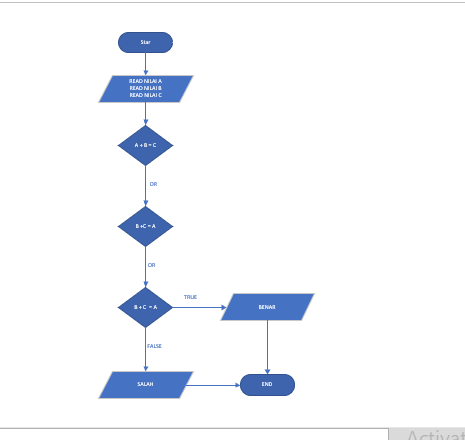 Star
READ NILAI A
READ NILAI B
READ NILAI C
A + B = C
OR
B +C = A
OR
B + C = A
TRUE
BENAR
FALSE
SALAH
END
Activat